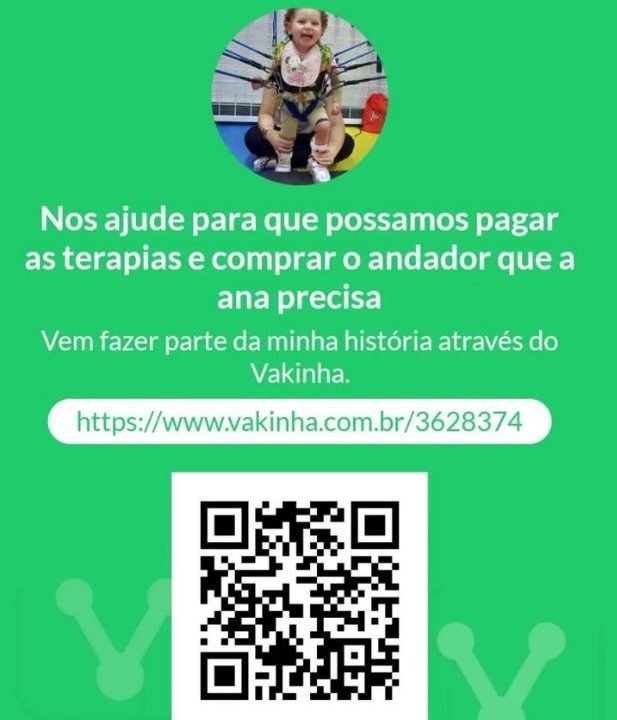 Nos ajude para que possamos pagar
as terapias e comprar o andador que a
ana precisa
Vem fazer parte da minha história através do
Vakinha.
https://www.vakinha.com.br/3628374